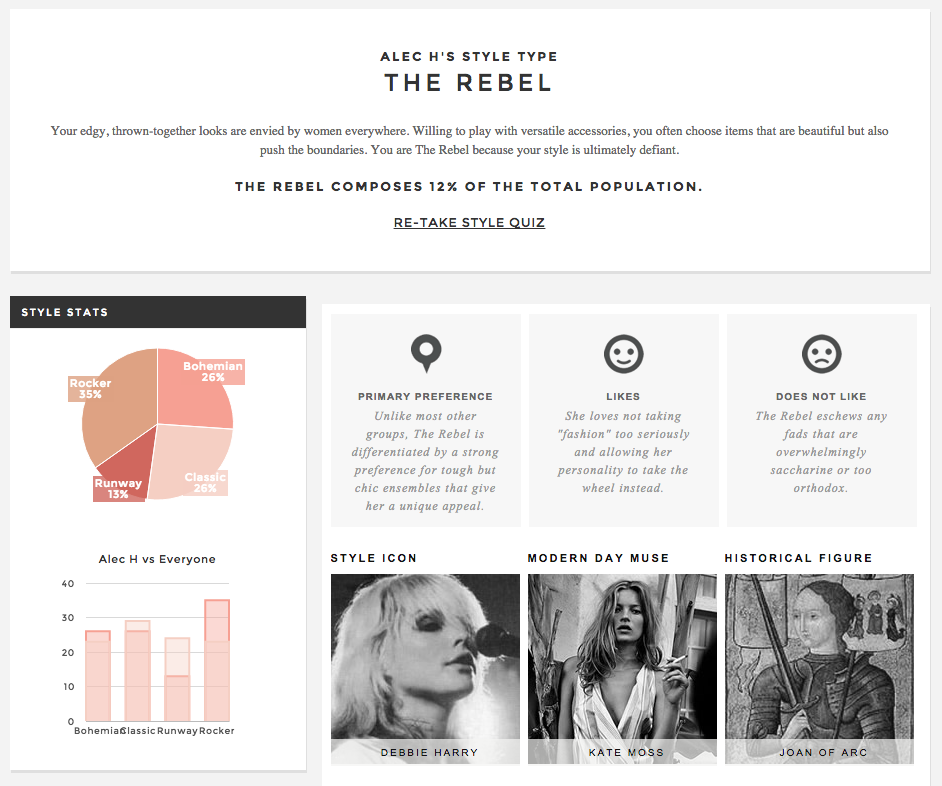 ALEC H'S STYLE TYPE
THE REBEL
Your edgy, thrown-together looks are envied by women everywhere. Willing to play with versatile accessories, you often choose items that are beautiful but also
push the boundaries. You are The Rebel because your style is ultimately defiant.
THE REBEL COMPOSES 12% OF THE TOTAL POPULATION.
RE-TAKE STYLE QUIZ
STYLE STATS
Bohemian
26%
Rocker
35%
Classic
26%
Runway
13%
Alec H vs Everyone
40
30
20
10
0
Bohemian Classic Runway Rocker
PRIMARY PREFERENCE
Unlike most other
groups, The Rebel is
differentiated by a strong
preference for tough but
chic ensembles that give
her a unique appeal.
LIKES
She loves not taking
"fashion" too seriously
and allowing her
personality to take the
wheel instead.
DOES NOT LIKE
The Rebel eschews any
fads that are
overwhelmingly
saccharine or too
orthodox.
STYLE ICON
DEBBIE HARRY
MODERN DAY MUSE
KATE MOSS
HISTORICAL FIGURE
JOAN OF ARC